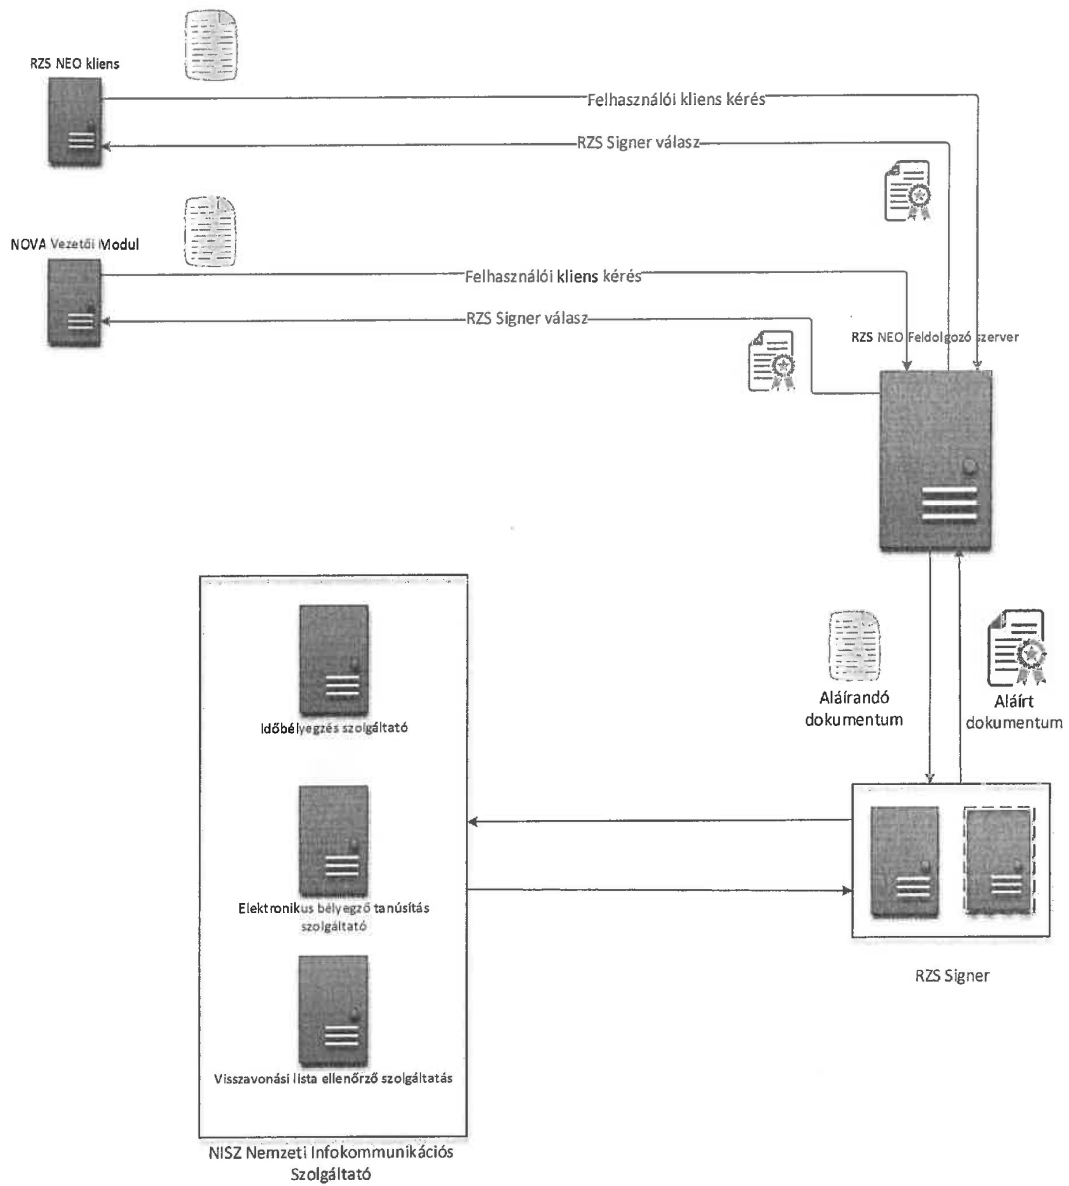 RZS NEO kliens
Felhasználói kliens kérés
RZS Signer válasz
NOVA Vezetői Modul
Felhasználói kliens kérés
RZS Signer válasz
RZS NEO Feldolgozó szerver
Aláírandó
dokumentum
Aláírt
dokumentum
Időbélyegzés szolgáltató
Elektronikus bélyegző tanúsítás
szolgáltató
Visszavonási lista ellenőrző szolgáltatás
RZS Signer
NISZ Nemzeti Infokommunikációs
Szolgáltató